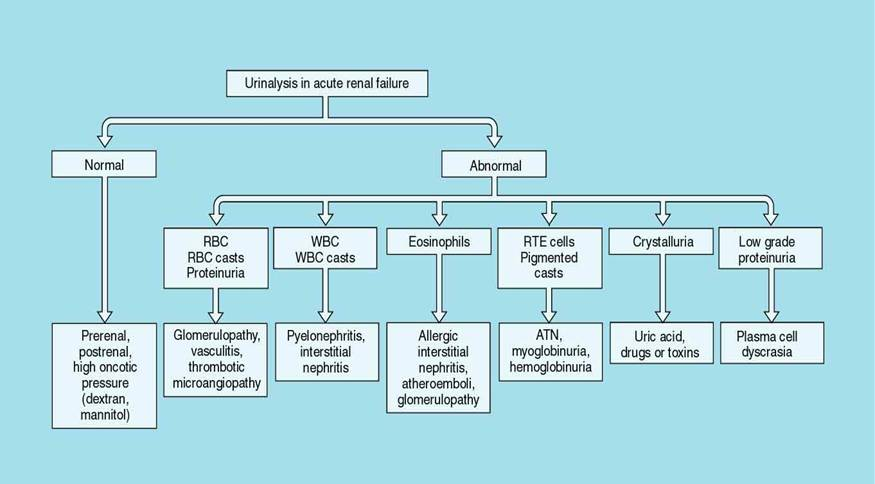 Urinalysis in acute renal failure
Normal
Abnormal
RBC
RBC casts
Proteinuria
WBC
WBC casts
Eosinophils
RTE cells
Pigmented
casts
Crystalluria
Low grade
proteinuria
Prerenal,
postrenal,
high oncotic
pressure
(dextran,
mannitol)
Glomerulopathy,
vasculitis,
thrombotic
microangiopathy
Pyelonephritis,
interstitial
nephritis
Allergic
interstitial
nephritis,
atheroemboli,
glomerulopathy
ATN,
myoglobinuria,
hemoglobinuria
Uric acid,
drugs or toxins
Plasma cell
dyscrasia